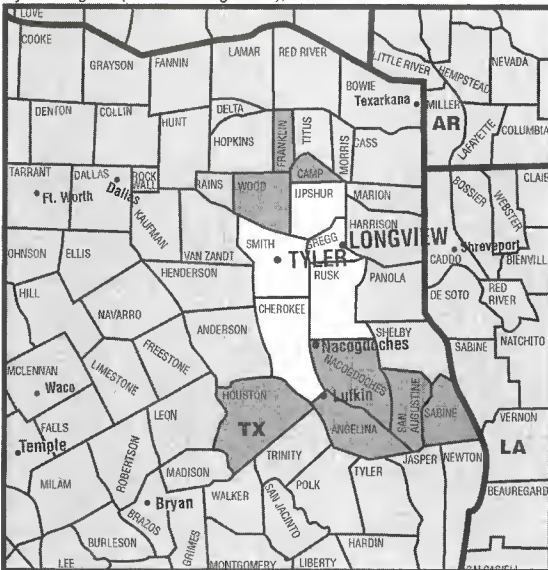 LOVE
COOKE
GRAYSON
FANNIN
LAMAR
RED RIVER
LITTLE RIVER
HEMPSTEAD
NEVADA
BOWIE
Texarkana
MILLER
AR
LAFAYETTE
COLUMBIA
DENTON
COLLIN
HUNT
DELTA
HOPKINS
FRANKLIN
TITUS
MORRIS
CASS
CAMP
TARRANT
Ft. Worth
DALLAS
Dallas
ROCK
WALL
KAUFMAN
RAINS
WOOD
IJPSHUR
MARION
BOSSIER
WEBSTER
CLAIB
HARRISON
LONGVIEW
GREGG
SMITH
TYLER
RUSK
PANOLA
CADDO
Shreveport
BIENVILL
OHNSON
ELLIS
VAN ZANDT
HENDERSON
HILL
NAVARRO
ANDERSON
CHEROKEE
DE SOTO
RED
RIVER
SHELBY
SABINE
NATCHITO
MCLENNAN
Waco
LIMESTONE
FREESTONE
Nacogdoches
NACOGDOCHES
HOUSTON
TX
Lufkin
ANGELINA
SAN
AUGUSTINE
SABINE
VERNON
LA
FALLS
Temple
LEON
ROBERTSON
MADISON
TRINITY
POLK
TYLER
JASPER
NEWTON
BEAUREGARD
MILAM
Bryan
BRAZOS
WALKER
SAN JACINTO
HARDIN
BURLESON
GRIMES
LEE
MONTGOMERY
LIBERTY